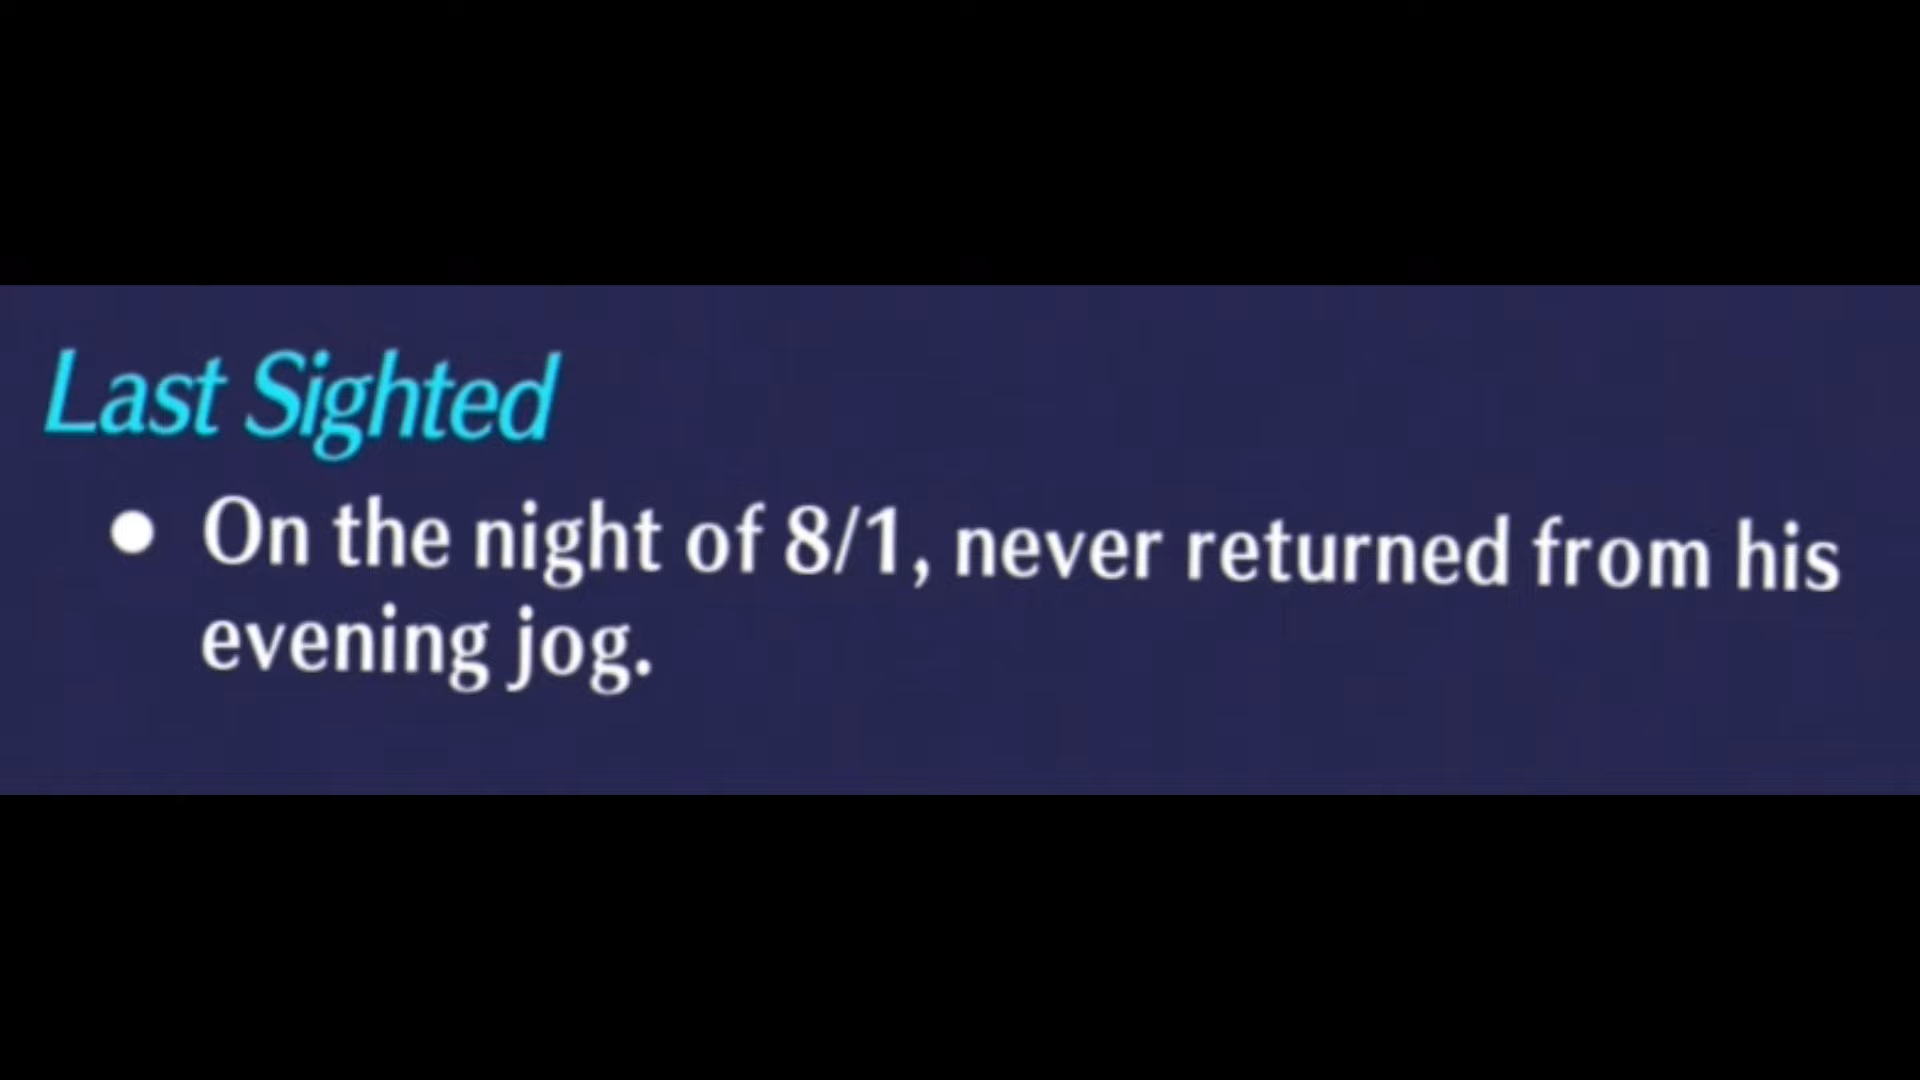 Last Sighted
● On the night of 8/1, never returned from his
evening jog.